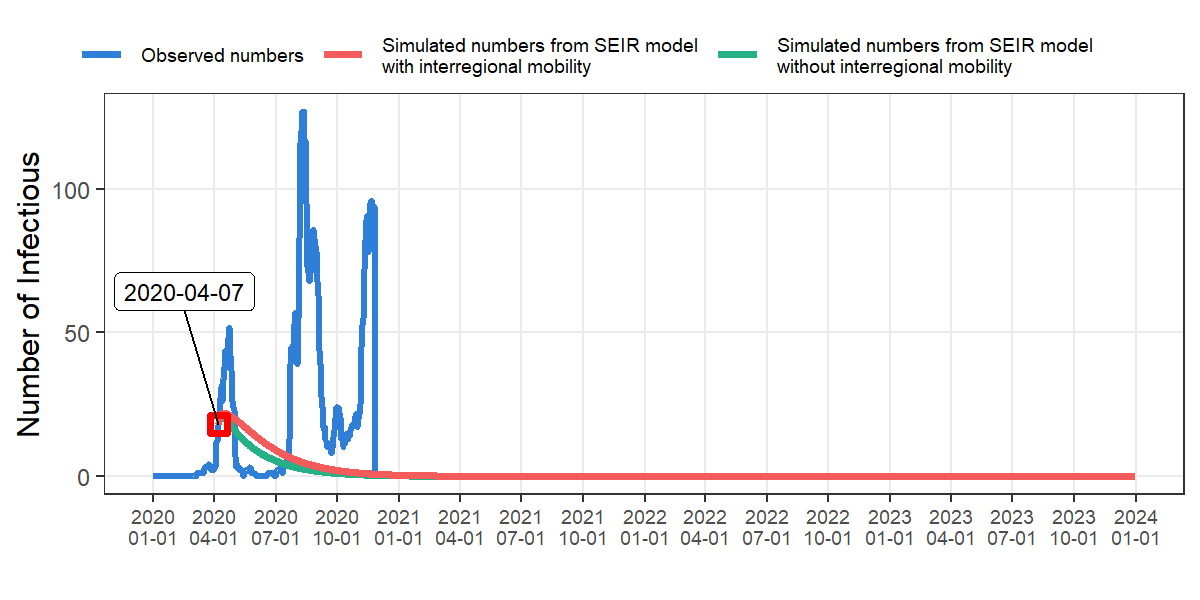 Observed numbers
Simulated numbers from SEIR model
with interregional mobility
Simulated numbers from SEIR model
without interregional mobility
Number of Infectious
100
50
0
2020-04-07
2020 2020 2020 2020 2021 2021 2021 2021 2022 2022 2022 2022 2023 2023 2023 2023 2024
01-01 04-01 07-01 10-01 01-01 04-01 07-01 10-01 01-01 04-01 07-01 10-01 01-01 04-01 07-01 10-01 01-01